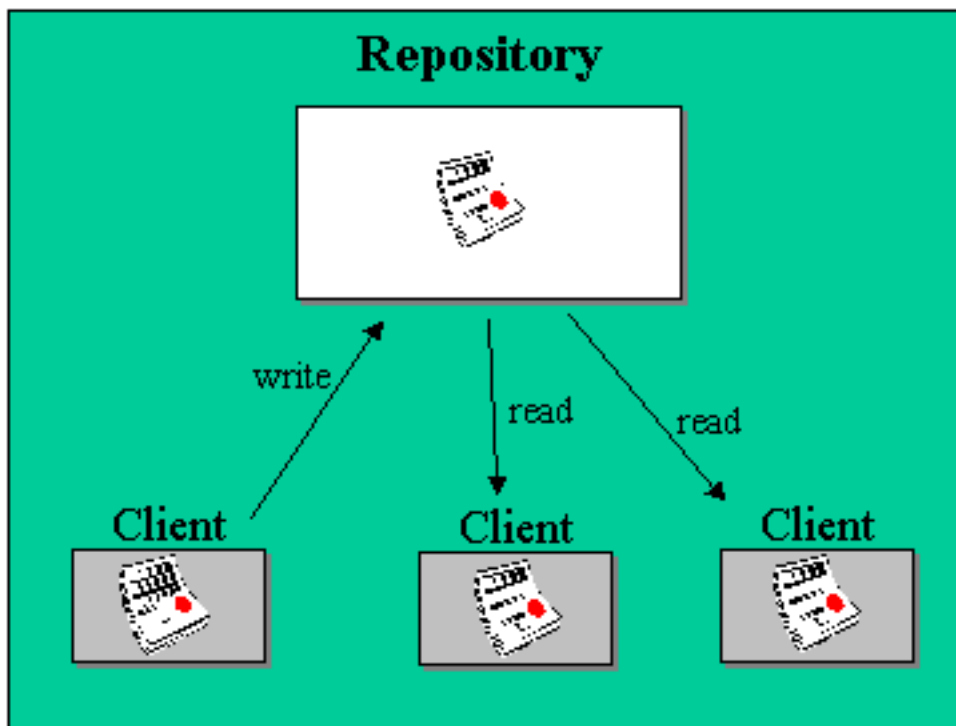 Repository
write
read
read
Client
Client
Client